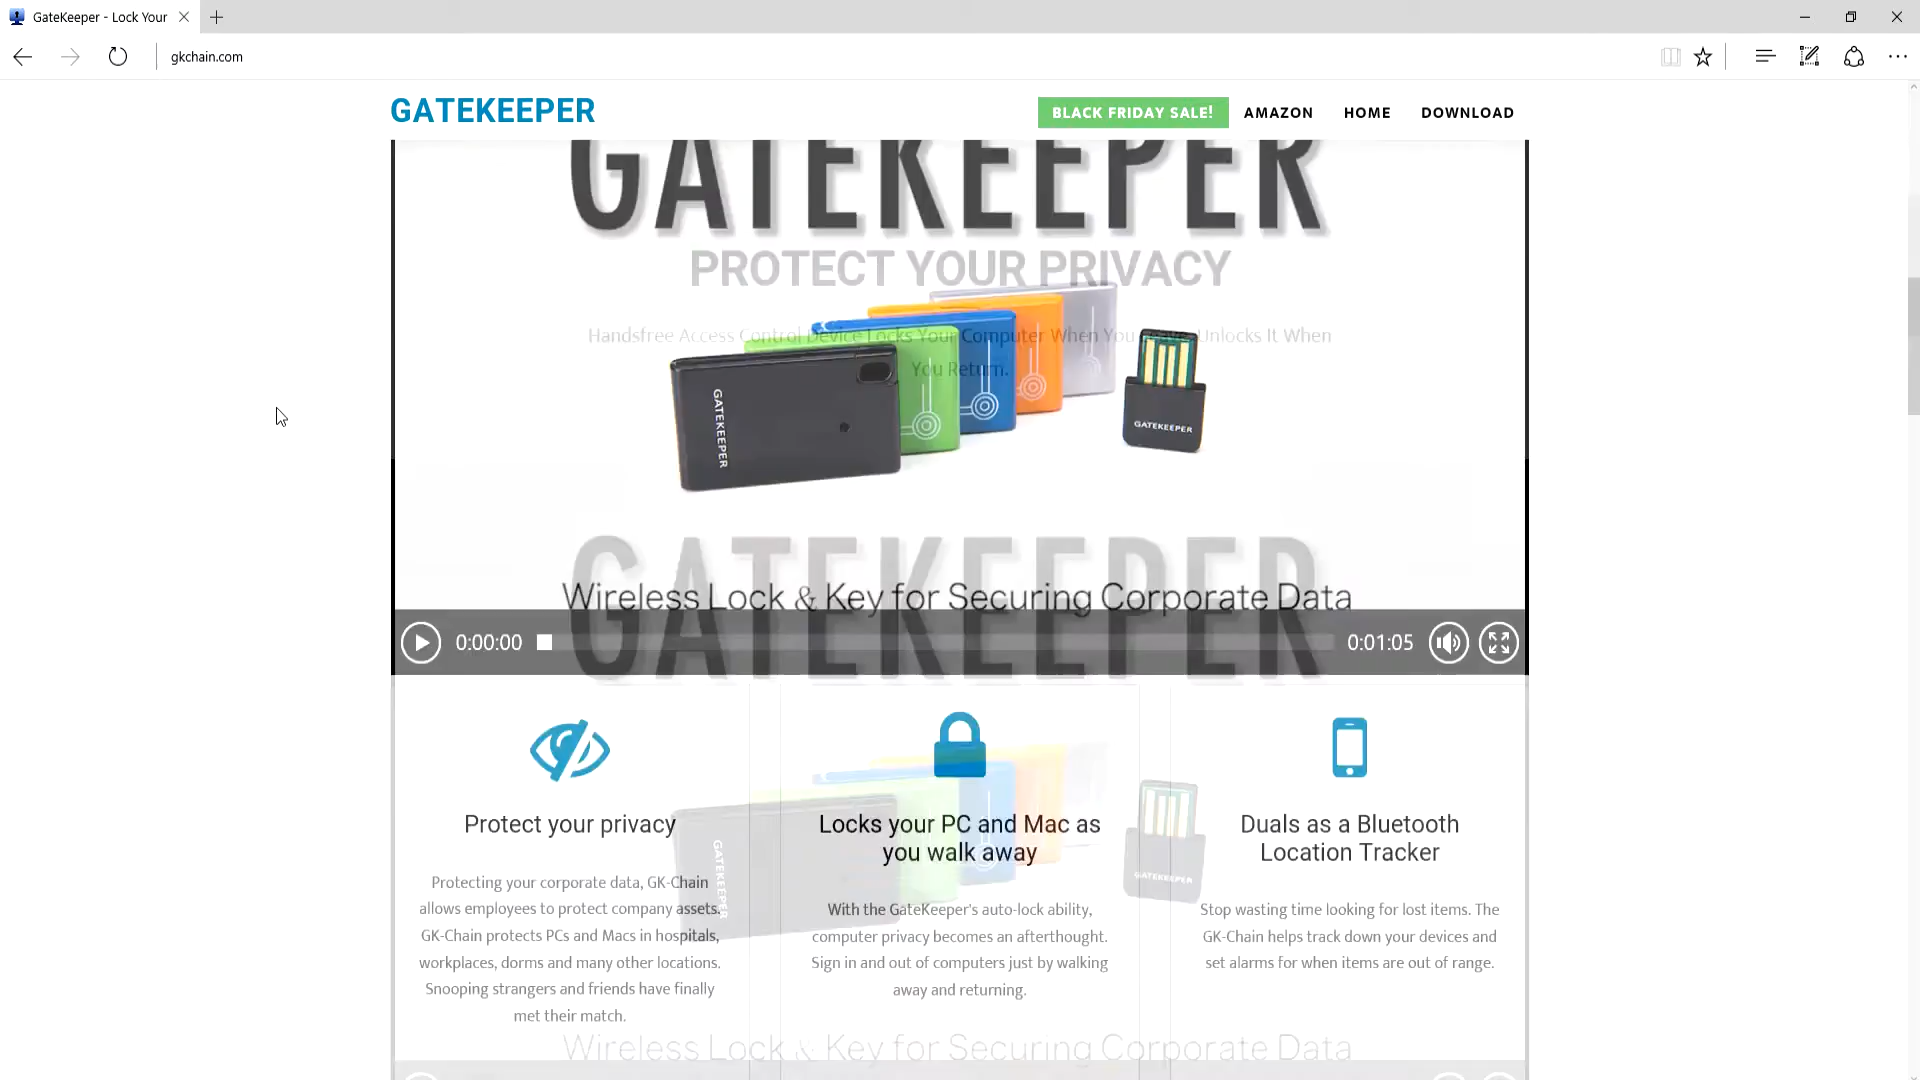 GateKeeper - Lock Your
gkchain.com
GATEKEEPER
BLACK FRIDAY SALE!
AMAZON
HOME
DOWNLOAD
GATEKEEPER
PROTECT YOUR PRIVACY
Handsfree Access Control Device Locks Your Computer When You Leave, Unlocks It When
You Return.
GATEKEEPER
GATEKEEPER
GATEKEEPER
Wireless Lock & Key for Securing Corporate Data
0:00:00
0:01:05
Protect your privacy
Protecting your corporate data, GK-Chain
allows employees to protect company assets.
GK-Chain protects PCs and Macs in hospitals,
workplaces, dorms and many other locations.
Snooping strangers and friends have finally
met their match.
Locks your PC and Mac as
you walk away
With the GateKeeper's auto-lock ability,
computer privacy becomes an afterthought.
Sign in and out of computers just by walking
away and returning.
Duals as a Bluetooth
Location Tracker
Stop wasting time looking for lost items. The
GK-Chain helps track down your devices and
set alarms for when items are out of range.
GATEKEEPER
GATEKEEPER
Wireless Lock & Key for Securing Corporate Data